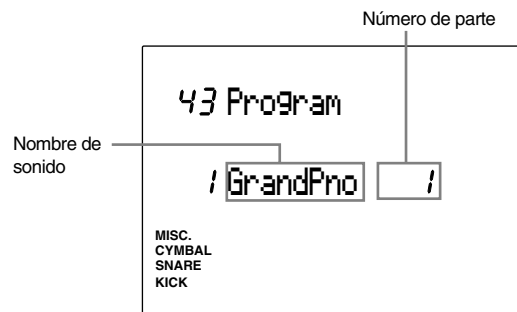 Número de parte
43 Program
Nombre de
sonido
1 GrandPno 1
MISC.
CYMBAL
SNARE
KICK